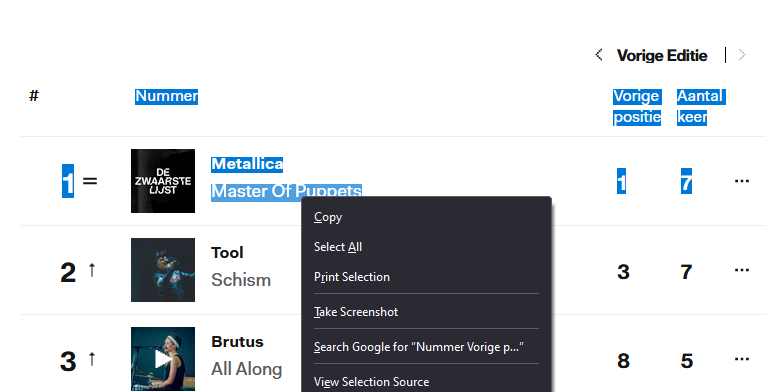 Vorige Editie
# Nummer Vorige positie Aantal keer
1 = DE ZWAARSTE LIJST Metallica 1 7 ...
Master Of Puppets
Copy
Select All
2 ↑ Tool 3 7 ...
Schism
Print Selection
Take Screenshot
Search Google for “Nummer Vorige p...”
3 ↑ Brutus 8 5 ...
All Along
View Selection Source